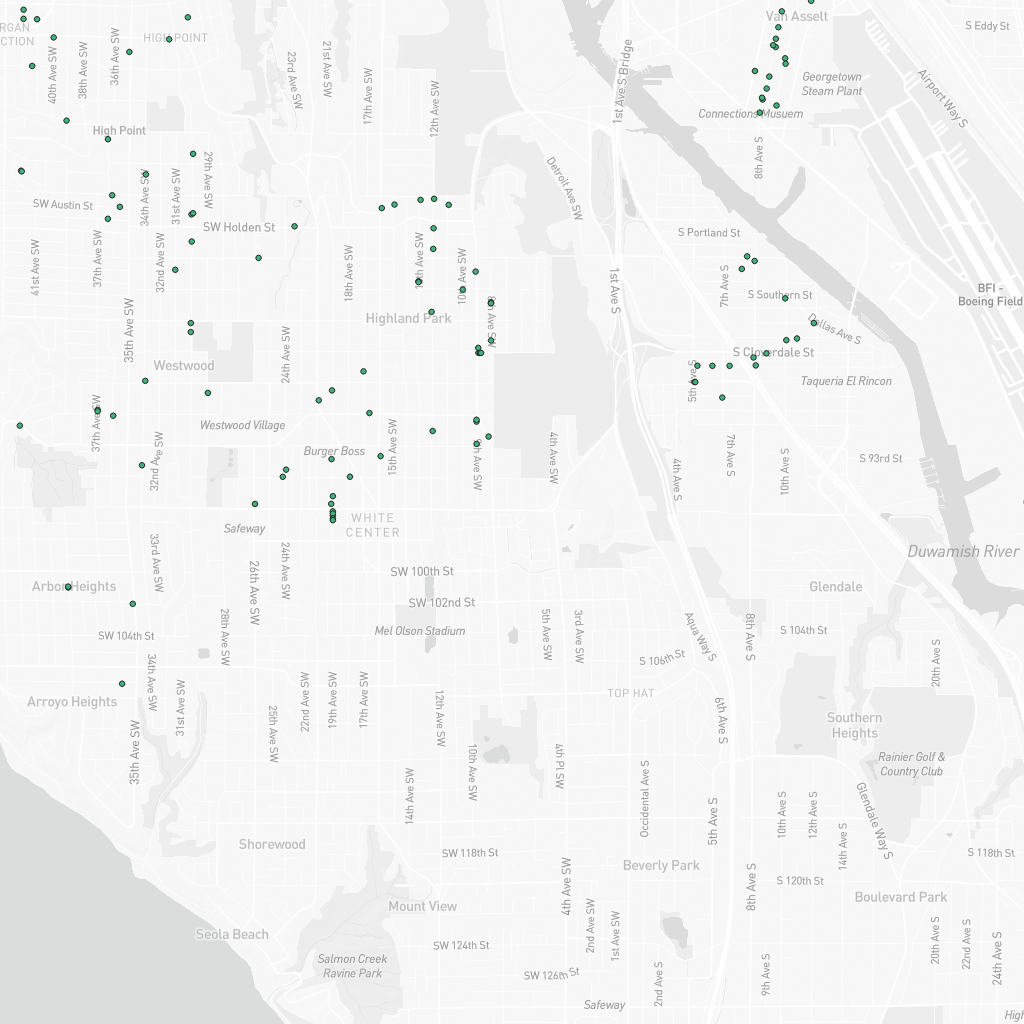 Van Asselt
S Eddy St
RGAN
CTION
HIGH POINT
40th Ave SW
38th Ave SW
36th Ave SW
23rd Ave SW
21st Ave SW
17th Ave SW
12th Ave SW
1st Ave S Bridge
Georgetown
Steam Plant
Airport Way S
Connections Musuem
High Point
8th Ave S
29th Ave SW
34th Ave SW
31st Ave SW
Detroit Ave SW
SW Austin St
SW Holden St
S Portland St
41st Ave SW
37th Ave SW
32nd Ave SW
18th Ave SW
10th Ave SW
1st Ave S
7th Ave S
S Southern St
BFI -
Boeing Field
35th Ave SW
Highland Park
8th Ave SW
Dallas Ave S
24th Ave SW
S Cloverdale St
Westwood
5th Ave S
Taqueria El Rincon
37th Ave SW
Westwood Village
32nd Ave SW
Burger Boss
15th Ave SW
9th Ave SW
4th Ave SW
4th Ave S
7th Ave S
10th Ave S
S 93rd St
Safeway
WHITE
CENTER
33rd Ave SW
24th Ave SW
26th Ave SW
Duwamish River
SW 100th St
Arbor Heights
Glendale
SW 102nd St
28th Ave SW
SW 104th St
Mel Olson Stadium
5th Ave SW
3rd Ave SW
Aqua Way S
8th Ave S
S 104th St
S 106th St
20th Ave S
34th Ave SW
31st Ave SW
Arroyo Heights
25th Ave SW
22nd Ave SW
19th Ave SW
17th Ave SW
12th Ave SW
TOP HAT
6th Ave S
Southern
Heights
35th Ave SW
10th Ave SW
4th Pl SW
Rainier Golf &
Country Club
14th Ave SW
Occidental Ave S
5th Ave S
10th Ave S
12th Ave S
14th Ave S
Glendale Way S
Shorewood
SW 118th St
S 118th St
Beverly Park
4th Ave SW
8th Ave S
S 120th St
Boulevard Park
Mount View
2nd Ave SW
1st Ave SW
Seola Beach
SW 124th St
20th Ave S
22nd Ave S
24th Ave S
Salmon Creek
Ravine Park
SW 126th St
2nd Ave S
9th Ave S
Safeway
High